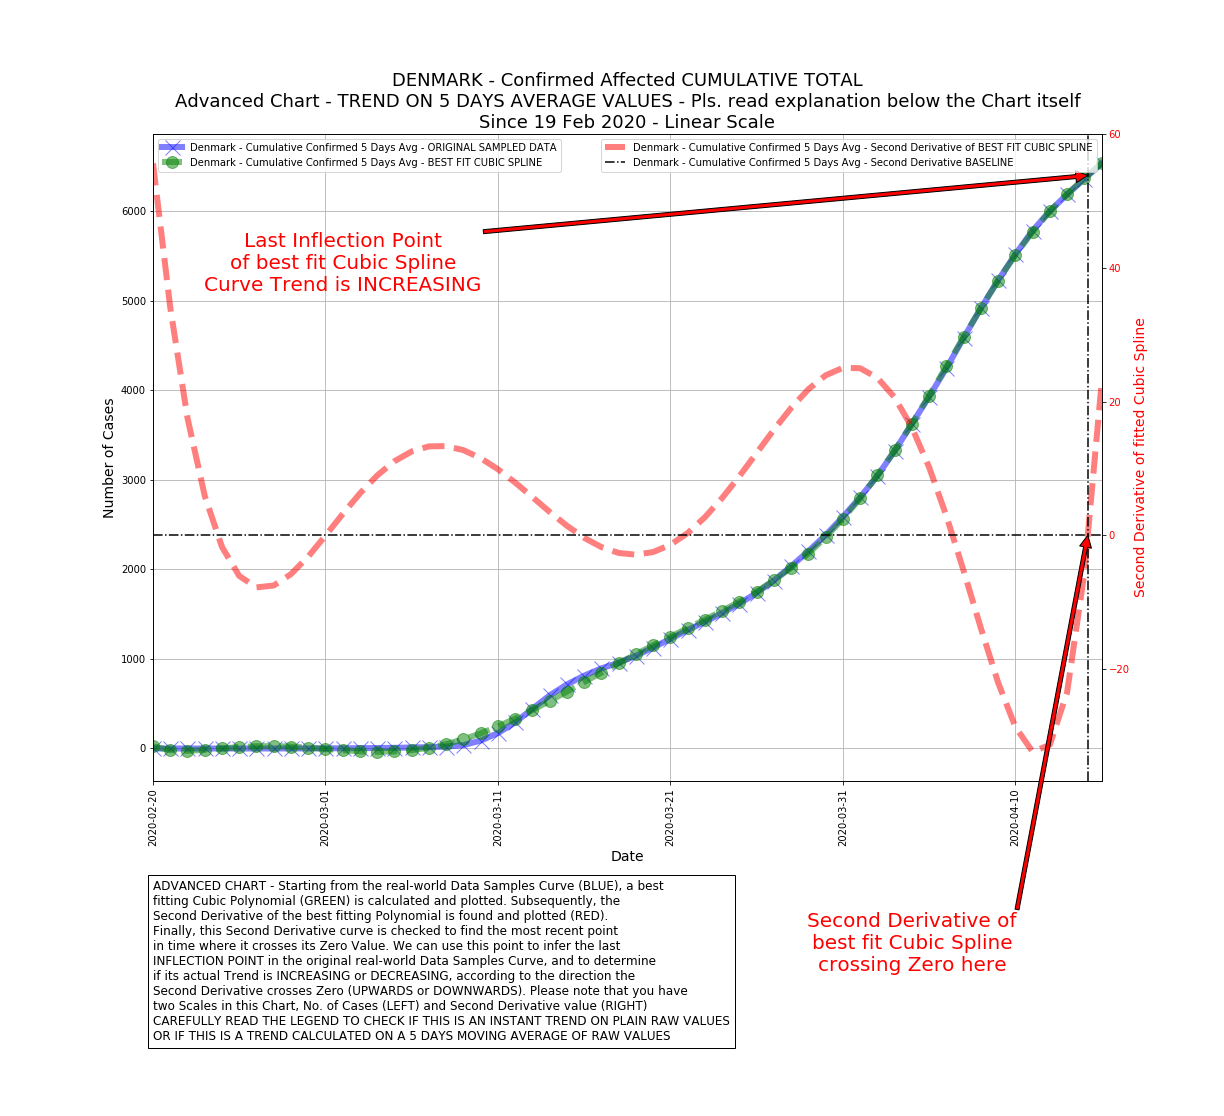 DENMARK - Confirmed Affected CUMULATIVE TOTAL
Advanced Chart - TREND ON 5 DAYS AVERAGE VALUES - Pls. read explanation below the Chart itself
Since 19 Feb 2020 - Linear Scale
Denmark - Cumulative Confirmed 5 Days Avg - ORIGINAL SAMPLED DATA
Denmark - Cumulative Confirmed 5 Days Avg - BEST FIT CUBIC SPLINE
Denmark - Cumulative Confirmed 5 Days Avg - Second Derivative of BEST FIT CUBIC SPLINE
Denmark - Cumulative Confirmed 5 Days Avg - Second Derivative BASELINE
Last Inflection Point
of best fit Cubic Spline
Curve Trend is INCREASING
Number of Cases
6000
5000
4000
3000
2000
1000
0
60
40
20
0
−20
Second Derivative of fitted Cubic Spline
2020-02-20
2020-03-01
2020-03-11
2020-03-21
2020-03-31
2020-04-10
Date
ADVANCED CHART - Starting from the real-world Data Samples Curve (BLUE), a best
fitting Cubic Polynomial (GREEN) is calculated and plotted. Subsequently, the
Second Derivative of the best fitting Polynomial is found and plotted (RED).
Finally, this Second Derivative curve is checked to find the most recent point
in time where it crosses its Zero Value. We can use this point to infer the last
INFLECTION POINT in the original real-world Data Samples Curve, and to determine
if its actual Trend is INCREASING or DECREASING, according to the direction the
Second Derivative crosses Zero (UPWARDS or DOWNWARDS). Please note that you have
two Scales in this Chart, No. of Cases (LEFT) and Second Derivative value (RIGHT)
CAREFULLY READ THE LEGEND TO CHECK IF THIS IS AN INSTANT TREND ON PLAIN RAW VALUES
OR IF THIS IS A TREND CALCULATED ON A 5 DAYS MOVING AVERAGE OF RAW VALUES
Second Derivative of
best fit Cubic Spline
crossing Zero here